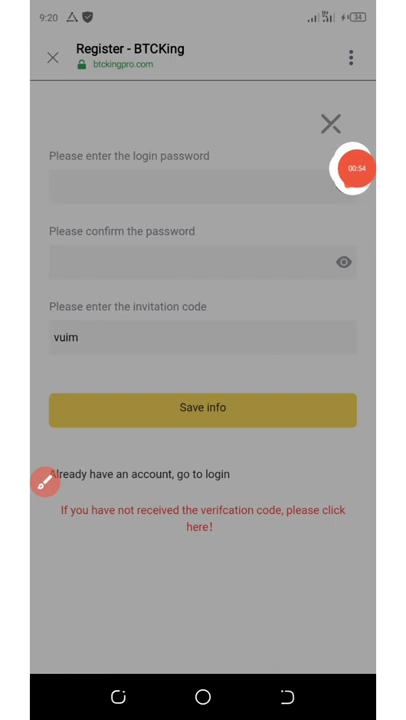 9:20
34
Register - BTCKing
btckingpro.com
Please enter the login password
00:54
Please confirm the password
Please enter the invitation code
vuim
Save info
Already have an account, go to login
If you have not received the verifcation code, please click
here!